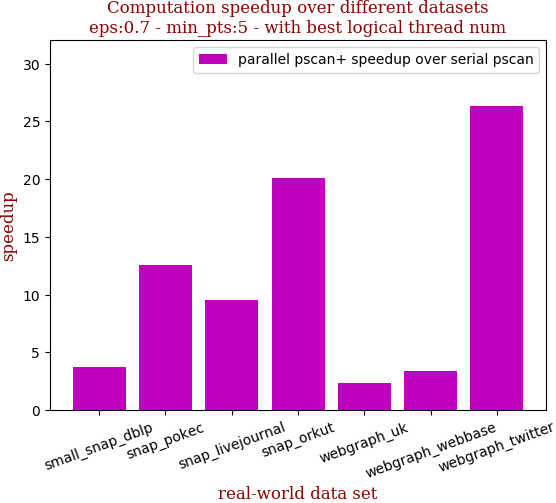 Computation speedup over different datasets
eps:0.7 - min_pts:5 - with best logical thread num
parallel pscan+ speedup over serial pscan
speedup
30
25
20
15
10
5
0
small_snap_dblp
snap_pokec
snap_livejournal
snap_orkut
webgraph_uk
webgraph_webbase
webgraph_twitter
real-world data set